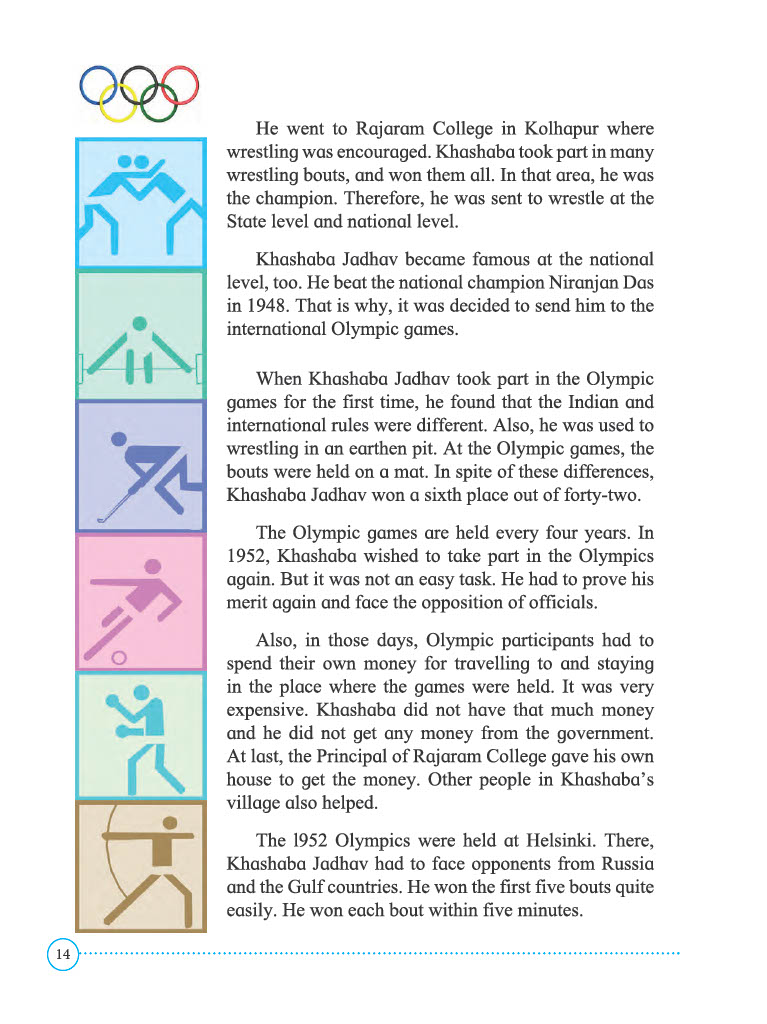 He went to Rajaram College in Kolhapur where
wrestling was encouraged. Khashaba took part in many
wrestling bouts, and won them all. In that area, he was
the champion. Therefore, he was sent to wrestle at the
State level and national level.
Khashaba Jadhav became famous at the national
level, too. He beat the national champion Niranjan Das
in 1948. That is why, it was decided to send him to the
international Olympic games.
When Khashaba Jadhav took part in the Olympic
games for the first time, he found that the Indian and
international rules were different. Also, he was used to
wrestling in an earthen pit. At the Olympic games, the
bouts were held on a mat. In spite of these differences,
Khashaba Jadhav won a sixth place out of forty-two.
The Olympic games are held every four years. In
1952, Khashaba wished to take part in the Olympics
again. But it was not an easy task. He had to prove his
merit again and face the opposition of officials.
Also, in those days, Olympic participants had to
spend their own money for travelling to and staying
in the place where the games were held. It was very
expensive. Khashaba did not have that much money
and he did not get any money from the government.
At last, the Principal of Rajaram College gave his own
house to get the money. Other people in Khashaba's
village also helped.
The l952 Olympics were held at Helsinki. There,
Khashaba Jadhav had to face opponents from Russia
and the Gulf countries. He won the first five bouts quite
easily. He won each bout within five minutes.
14